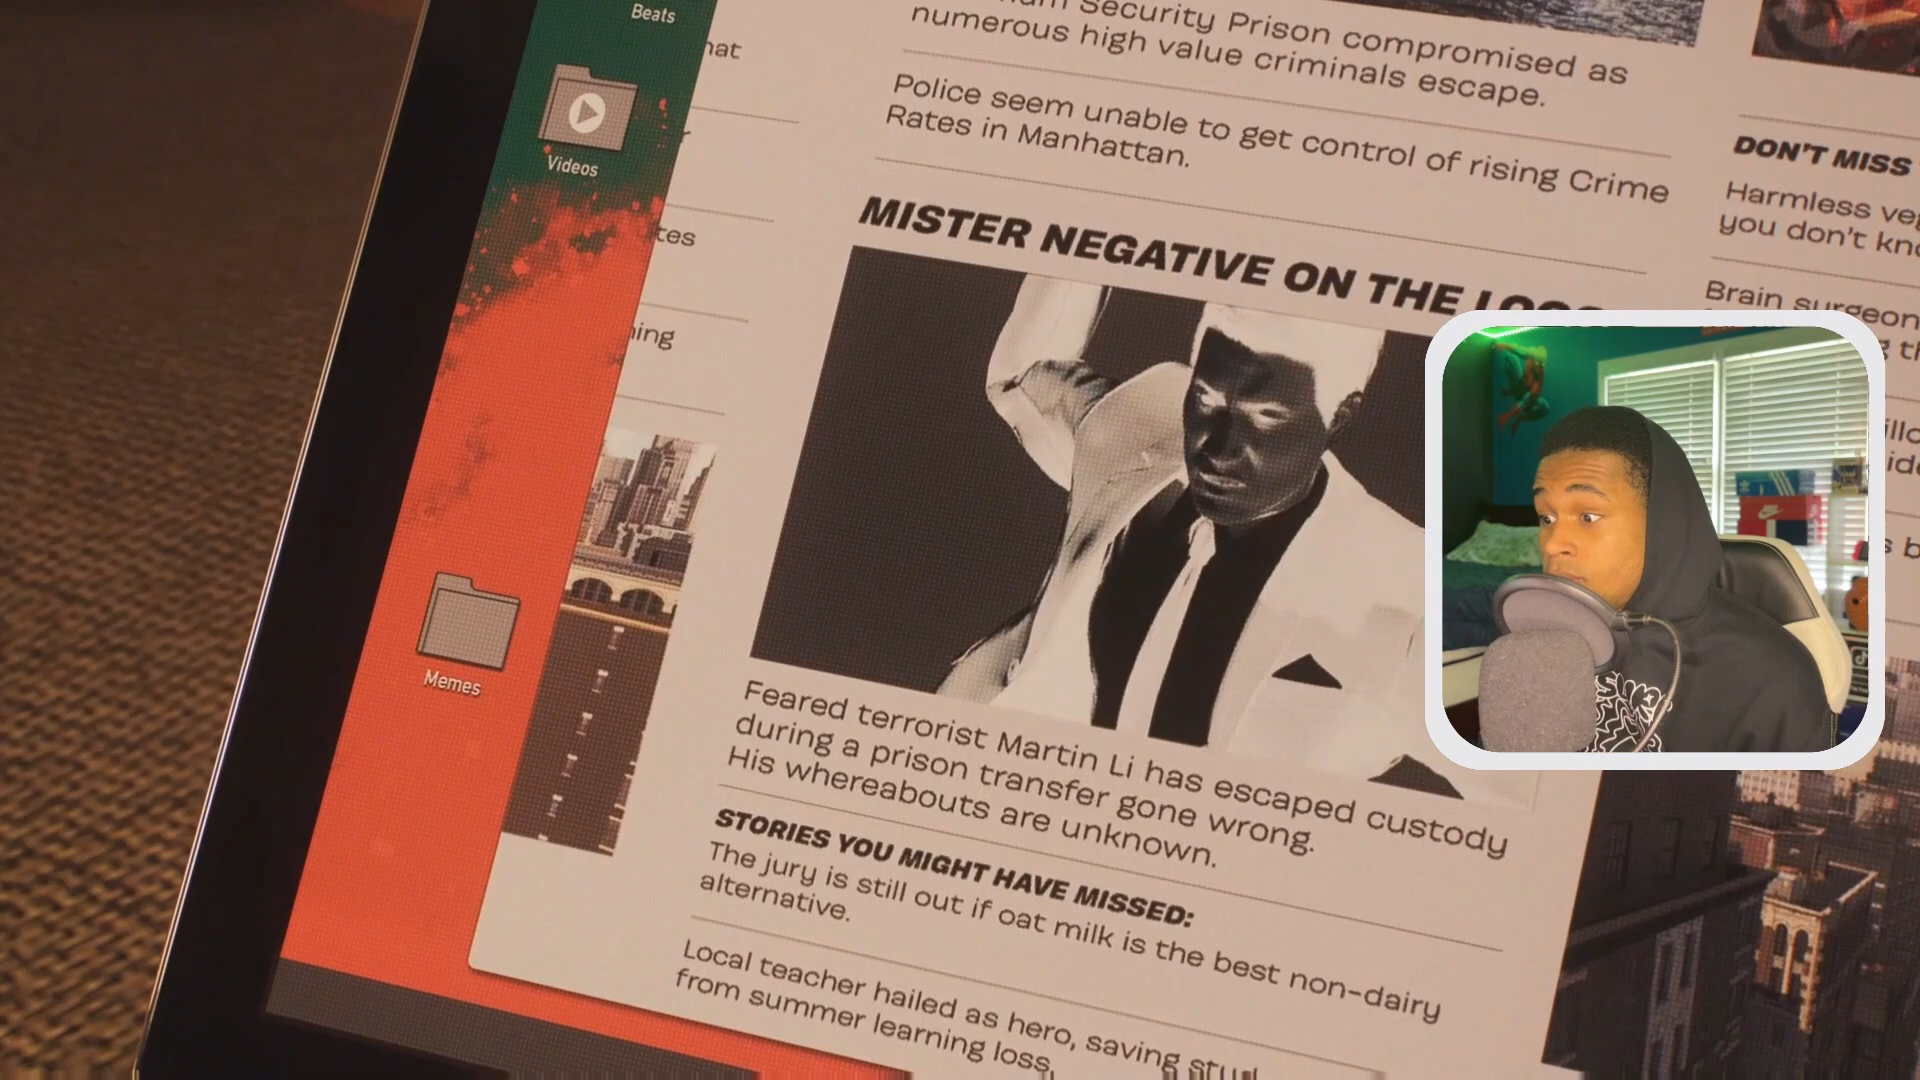 Beats
Videos
Memes
Security Prison compromised as
numerous high value criminals escape.
Police seem unable to get control of rising Crime
Rates in Manhattan.
MISTER NEGATIVE ON THE
Feared terrorist Martin Li has escaped custody
during a prison transfer gone wrong.
His whereabouts are unknown.
STORIES YOU MIGHT HAVE MISSED:
The jury is still out if oat milk is the best non-dairy
alternative.
Local teacher hailed as hero, saving
from summer learning loss.
DON'T MISS
Harmless
you don't
Brain surgeon